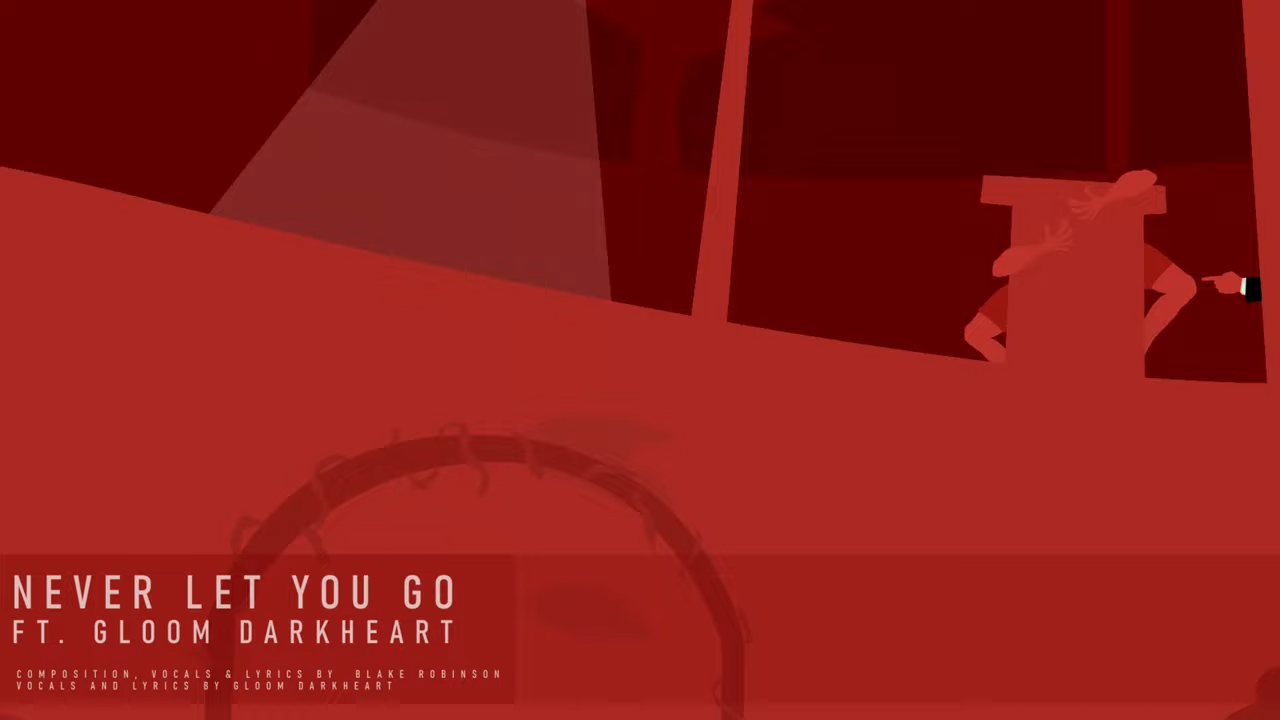 NEVER LET YOU GO
FT. GLOOM DARKHEART
COMPOSITION, VOCALS & LYRICS BY BLAKE ROBINSON
VOCALS AND LYRICS BY GLOOM DARKHEART